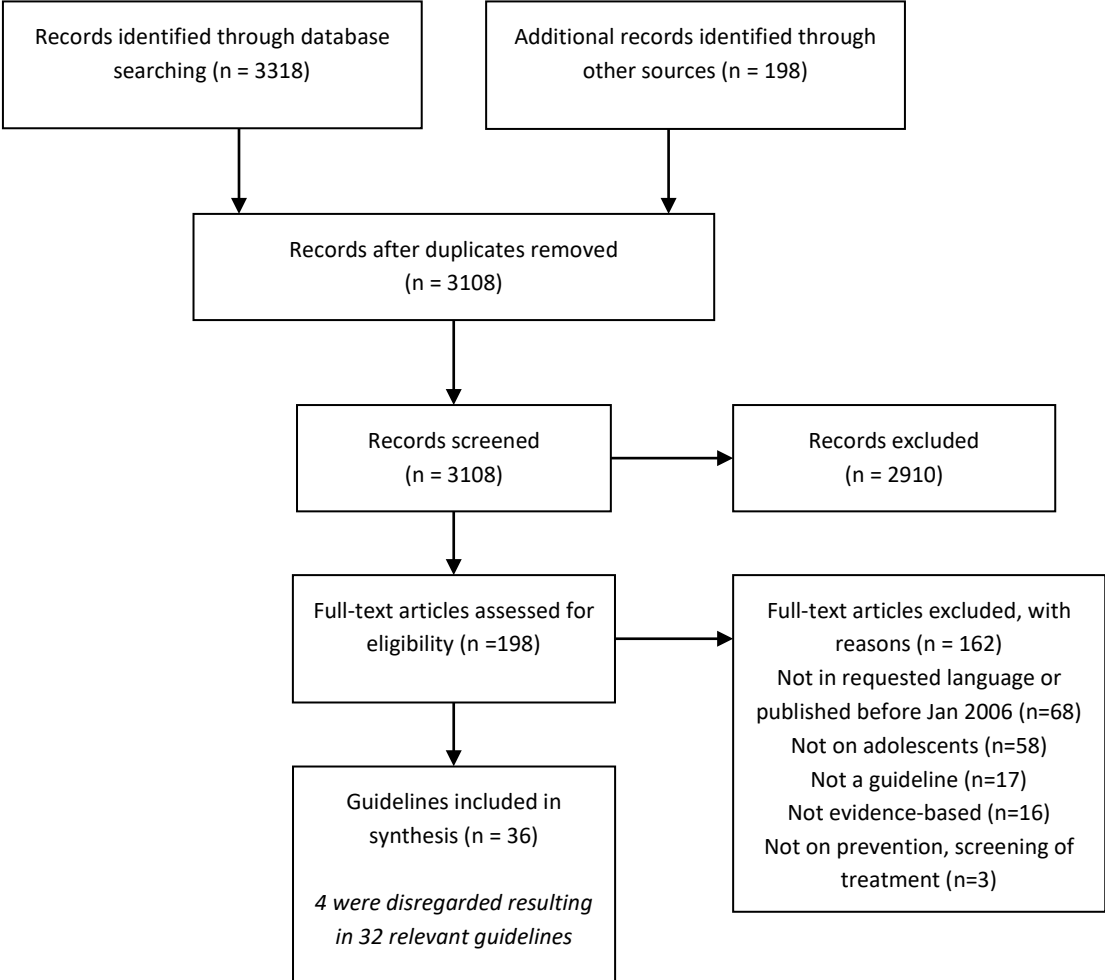 Records identified through database
searching (n = 3318)
Additional records identified through
other sources (n = 198)
Records after duplicates removed
(n = 3108)
Records screened
(n = 3108)
Records excluded
(n = 2910)
Full-text articles assessed for
eligibility (n =198)
Full-text articles excluded, with
reasons (n = 162)
Not in requested language or
published before Jan 2006 (n=68)
Not on adolescents (n=58)
Not a guideline (n=17)
Not evidence-based (n=16)
Not on prevention, screening of
treatment (n=3)
Guidelines included in
synthesis (n = 36)
4 were disregarded resulting
in 32 relevant guidelines